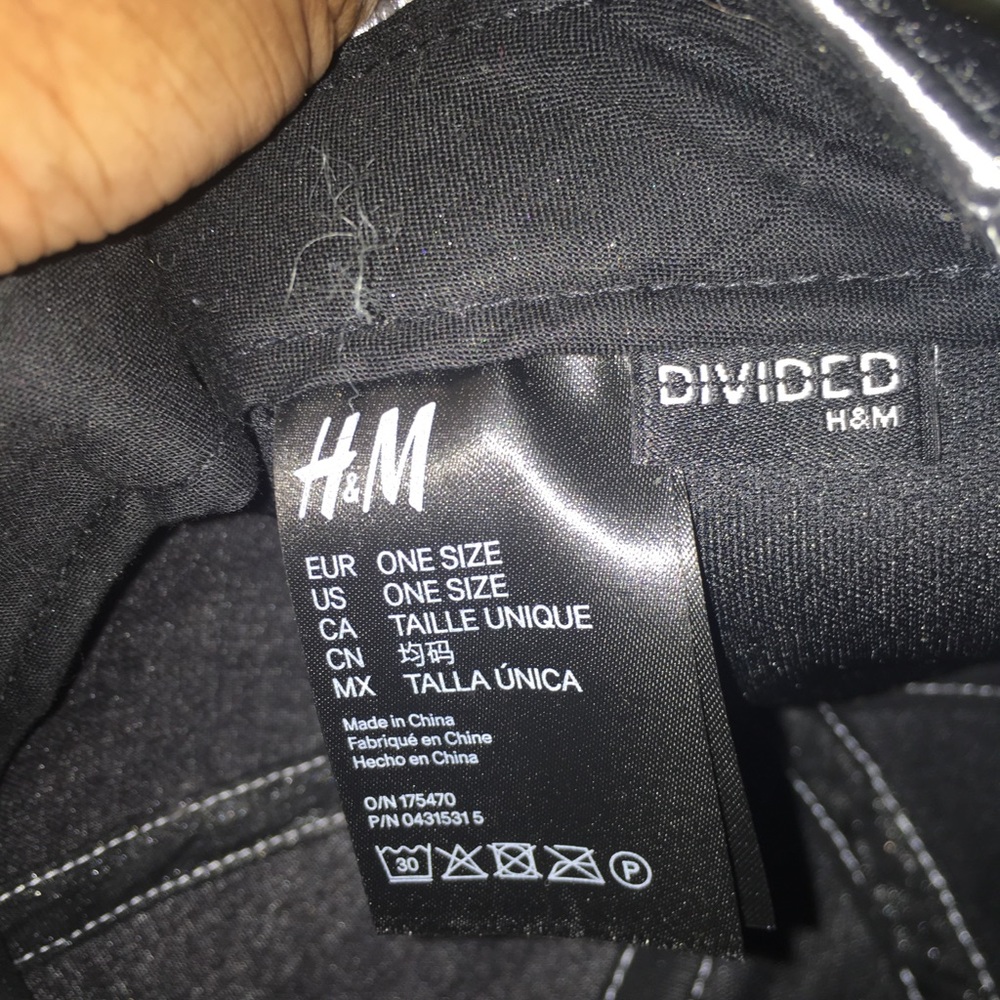 DIVIDED
H&M
H&M
EUR ONE SIZE
US ONE SIZE
CA TAILLE UNIQUE
CN 均码
MX TALLA ÚNICA
Made in China
Fabriqué en Chine
Hecho en China
O/N 175470
P/N 0431531 5
30
P